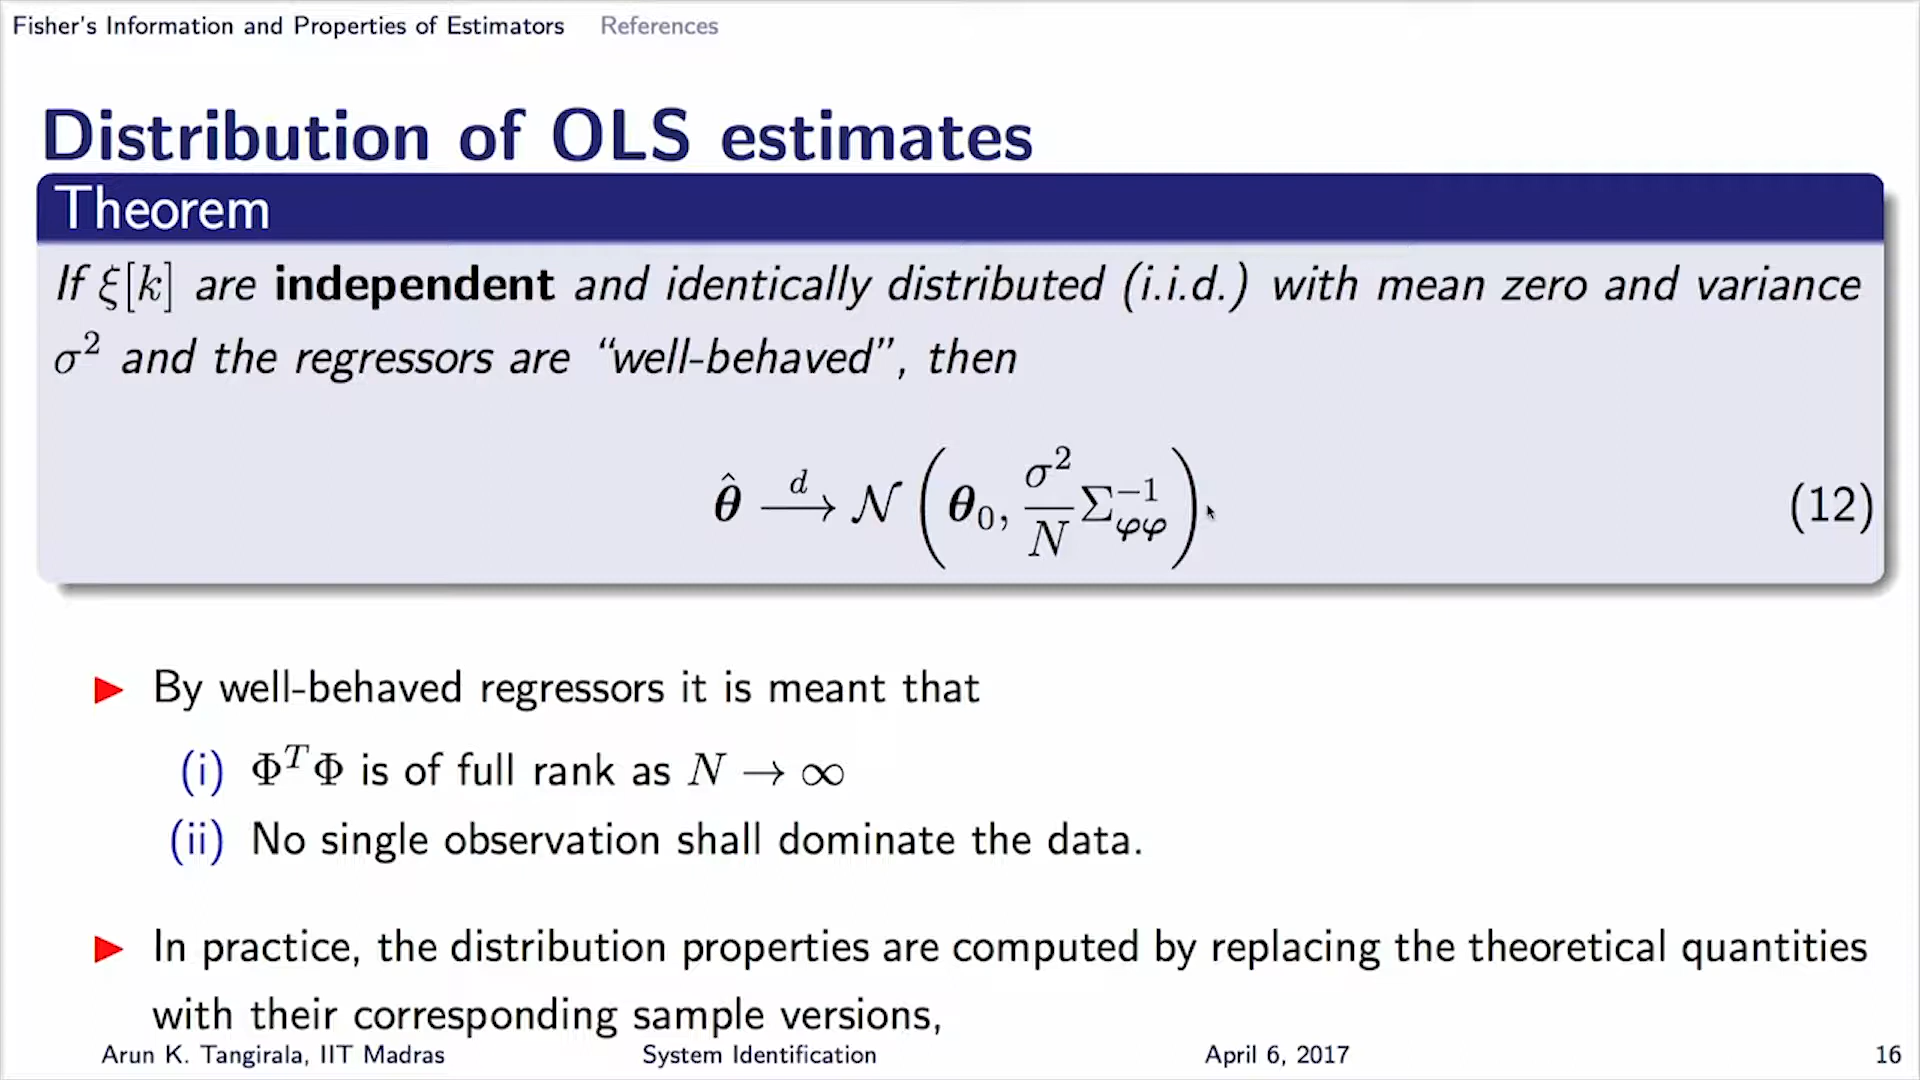 Fisher's Information and Properties of Estimators References
Distribution of OLS estimates
Theorem
If ξ[k] are independent and identically distributed (i.i.d.) with mean zero and variance
σ² and the regressors are “well-behaved”, then
θ̂ →ᵈ 𝒩(θ₀, σ²/N Σ⁻¹_φφ). (12)
▶ By well-behaved regressors it is meant that
(i) ΦᵀΦ is of full rank as N → ∞
(ii) No single observation shall dominate the data.
▶ In practice, the distribution properties are computed by replacing the theoretical quantities
with their corresponding sample versions,
Arun K. Tangirala, IIT Madras System Identification April 6, 2017 16